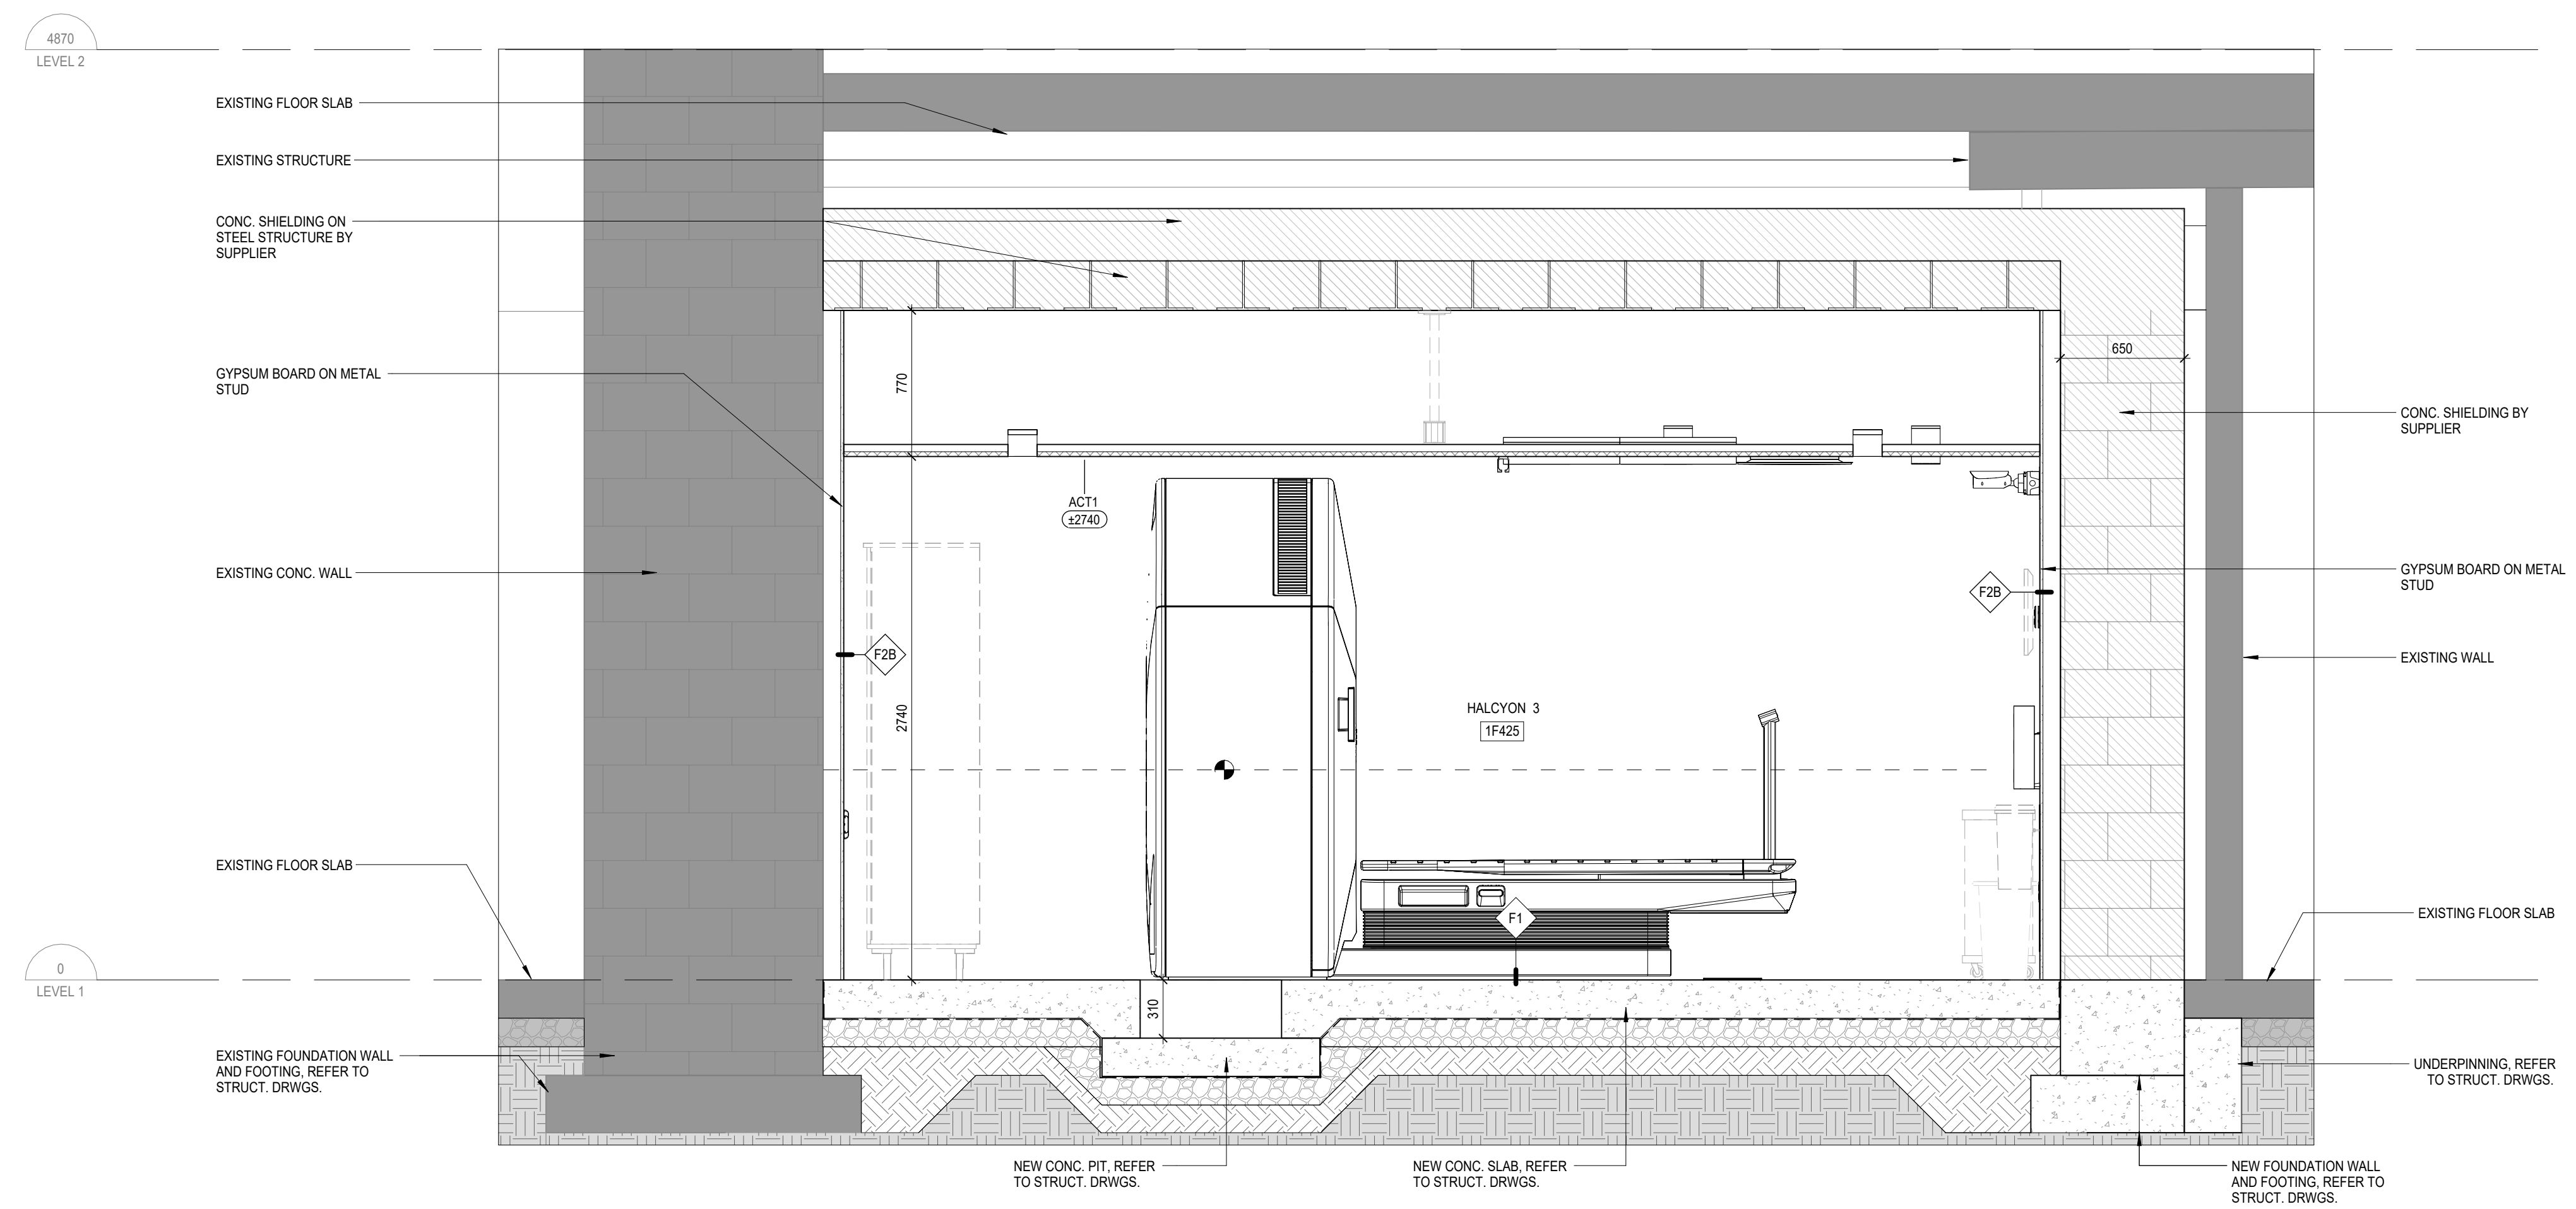 4870
LEVEL 2
EXISTING FLOOR SLAB
EXISTING STRUCTURE
CONC. SHIELDING ON
STEEL STRUCTURE BY
SUPPLIER
650
770
GYPSUM BOARD ON METAL
STUD
CONC. SHIELDING BY
SUPPLIER
ACT1
±2740
EXISTING CONC. WALL
GYPSUM BOARD ON METAL
STUD
F2B
F2B
EXISTING WALL
2740
HALCYON 3
1F425
EXISTING FLOOR SLAB
F1
EXISTING FLOOR SLAB
0
LEVEL 1
310
EXISTING FOUNDATION WALL
AND FOOTING, REFER TO
STRUCT. DRWGS.
UNDERPINNING, REFER
TO STRUCT. DRWGS.
NEW CONC. PIT, REFER
TO STRUCT. DRWGS.
NEW CONC. SLAB, REFER
TO STRUCT. DRWGS.
NEW FOUNDATION WALL
AND FOOTING, REFER TO
STRUCT. DRWGS.